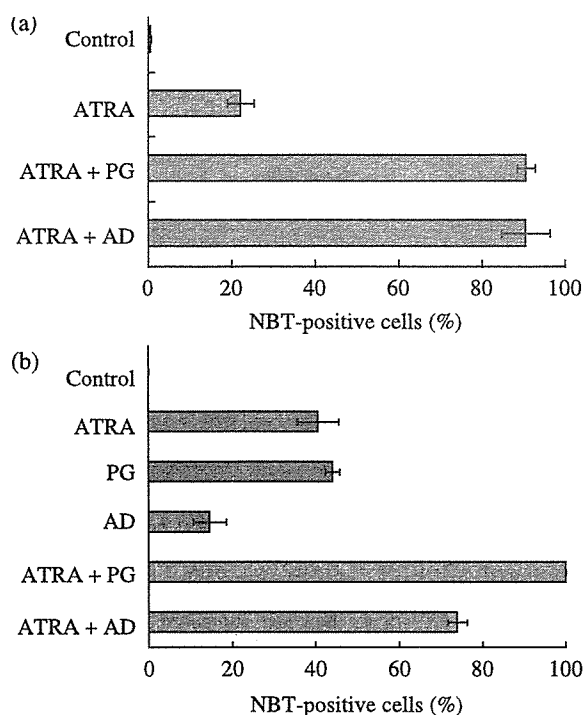 (a)
Control
ATRA
ATRA + PG
ATRA + AD
0 20 40 60 80 100
NBT-positive cells (%)
(b)
Control
ATRA
PG
AD
ATRA + PG
ATRA + AD
0 20 40 60 80 100
NBT-positive cells (%)